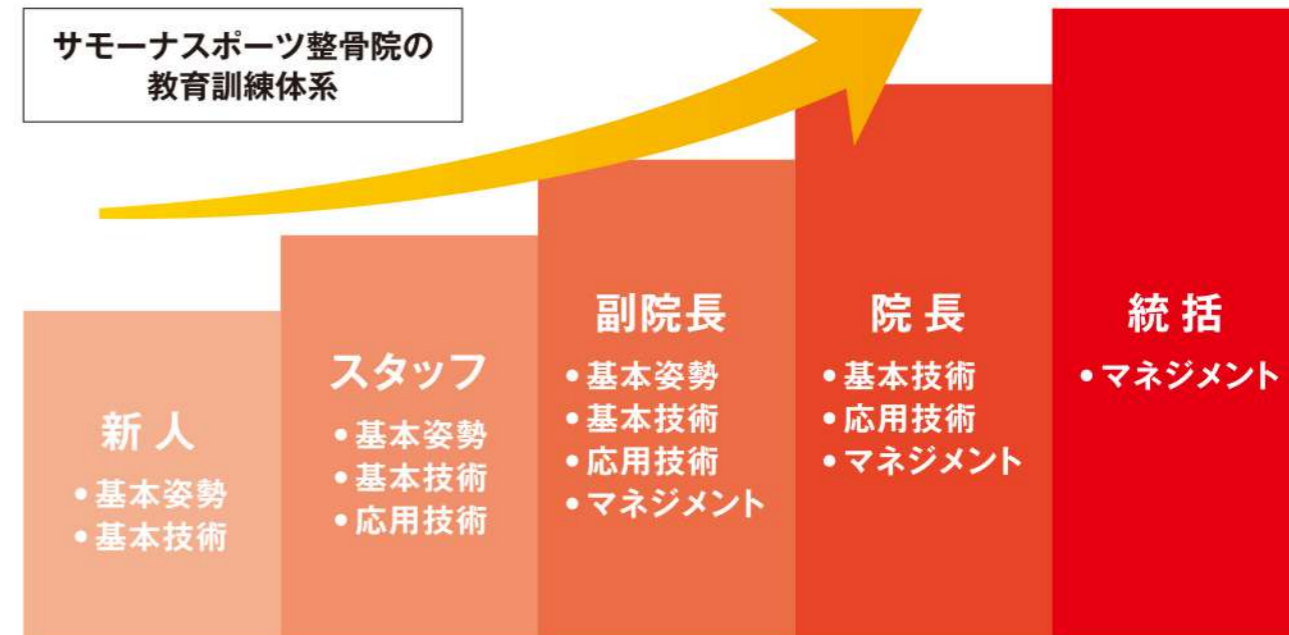 サモーナスポーツ整骨院の
教育訓練体系
新人
•基本姿勢
•基本技術
スタッフ
•基本姿勢
•基本技術
•応用技術
副院長
•基本姿勢
•基本技術
•応用技術
•マネジメント
院長
•基本技術
•応用技術
•マネジメント
統括
•マネジメント